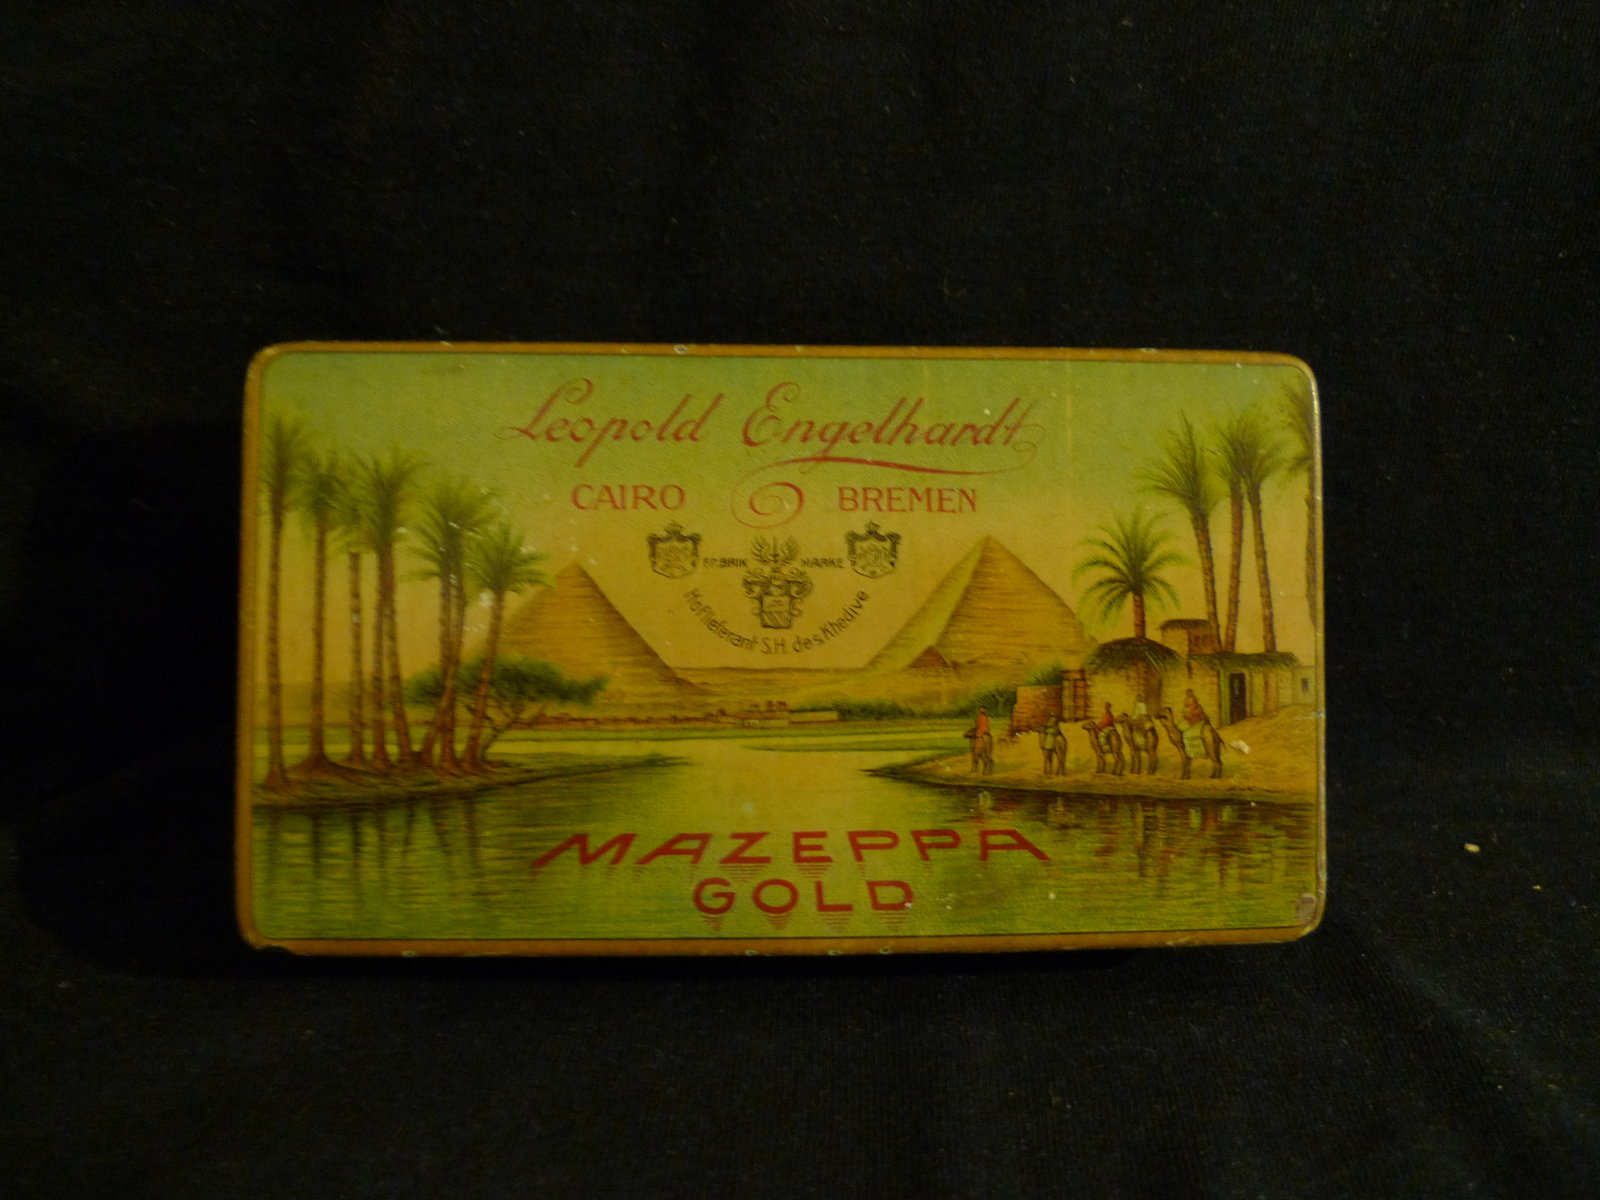 Leopold Engelhardt
CAIRO BREMEN
FABRIK MARKE
Hoflieferant S.H. des Khedive
MAZEPPA
GOLD